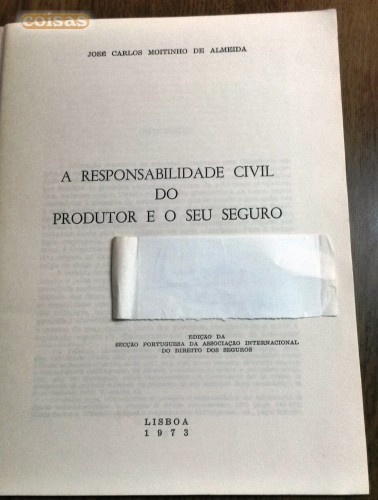 coisas
JOSÉ CARLOS MOITINHO DE ALMEIDA
A RESPONSABILIDADE CIVIL
DO
PRODUTOR E O SEU SEGURO
EDIÇÃO DA
SECÇÃO PORTUGUESA DA ASSOCIAÇÃO INTERNACIONAL
DO DIREITO DOS SEGUROS
LISBOA
1973